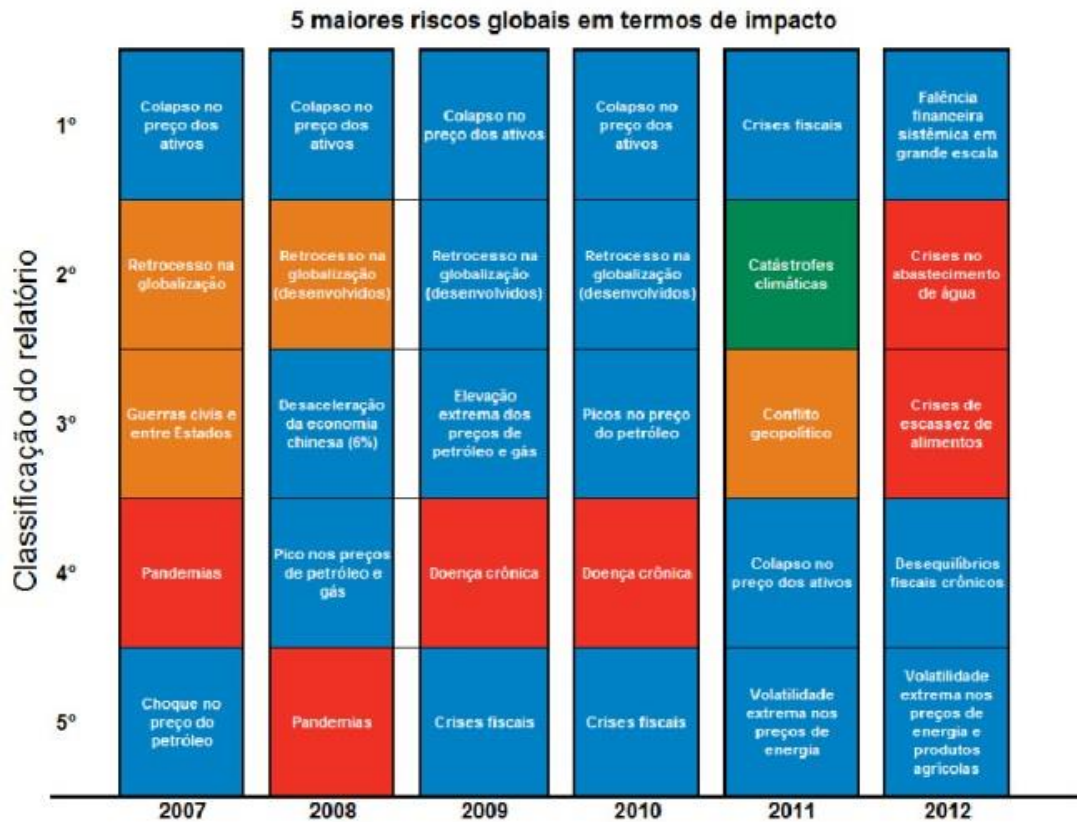 5 maiores riscos globais em termos de impacto
Classificação do relatório
1º
Colapso no
preço dos
ativos
Colapso no
preço dos
ativos
Colapso no
preço dos ativos
Colapso no
preço dos
ativos
Crises fiscais
Falência
financeira
sistêmica em
grande escala
2º
Retrocesso na
globalização
Retrocesso na
globalização
(desenvolvidos)
Retrocesso na
globalização
(desenvolvidos)
Retrocesso na
globalização
(desenvolvidos)
Catástrofes
climáticas
Crises no
abastecimento
de água
3º
Guerras civis e
entre Estados
Desaceleração
da economia
chinesa (6%)
Elevação
extrema dos
preços de
petróleo e gás
Picos no preço
do petróleo
Conflito
geopolítico
Crises de
escassez de
alimentos
4º
Pandemias
Pico nos preços
de petróleo e
gás
Doença crônica
Doença crônica
Colapso no
preço dos ativos
Desequilíbrios
fiscais crônicos
5º
Choque no
preço do
petróleo
Pandemias
Crises fiscais
Crises fiscais
Volatilidade
extrema nos
preços de
energia
Volatilidade
extrema nos
preços de
energia e
produtos
agrícolas
2007
2008
2009
2010
2011
2012